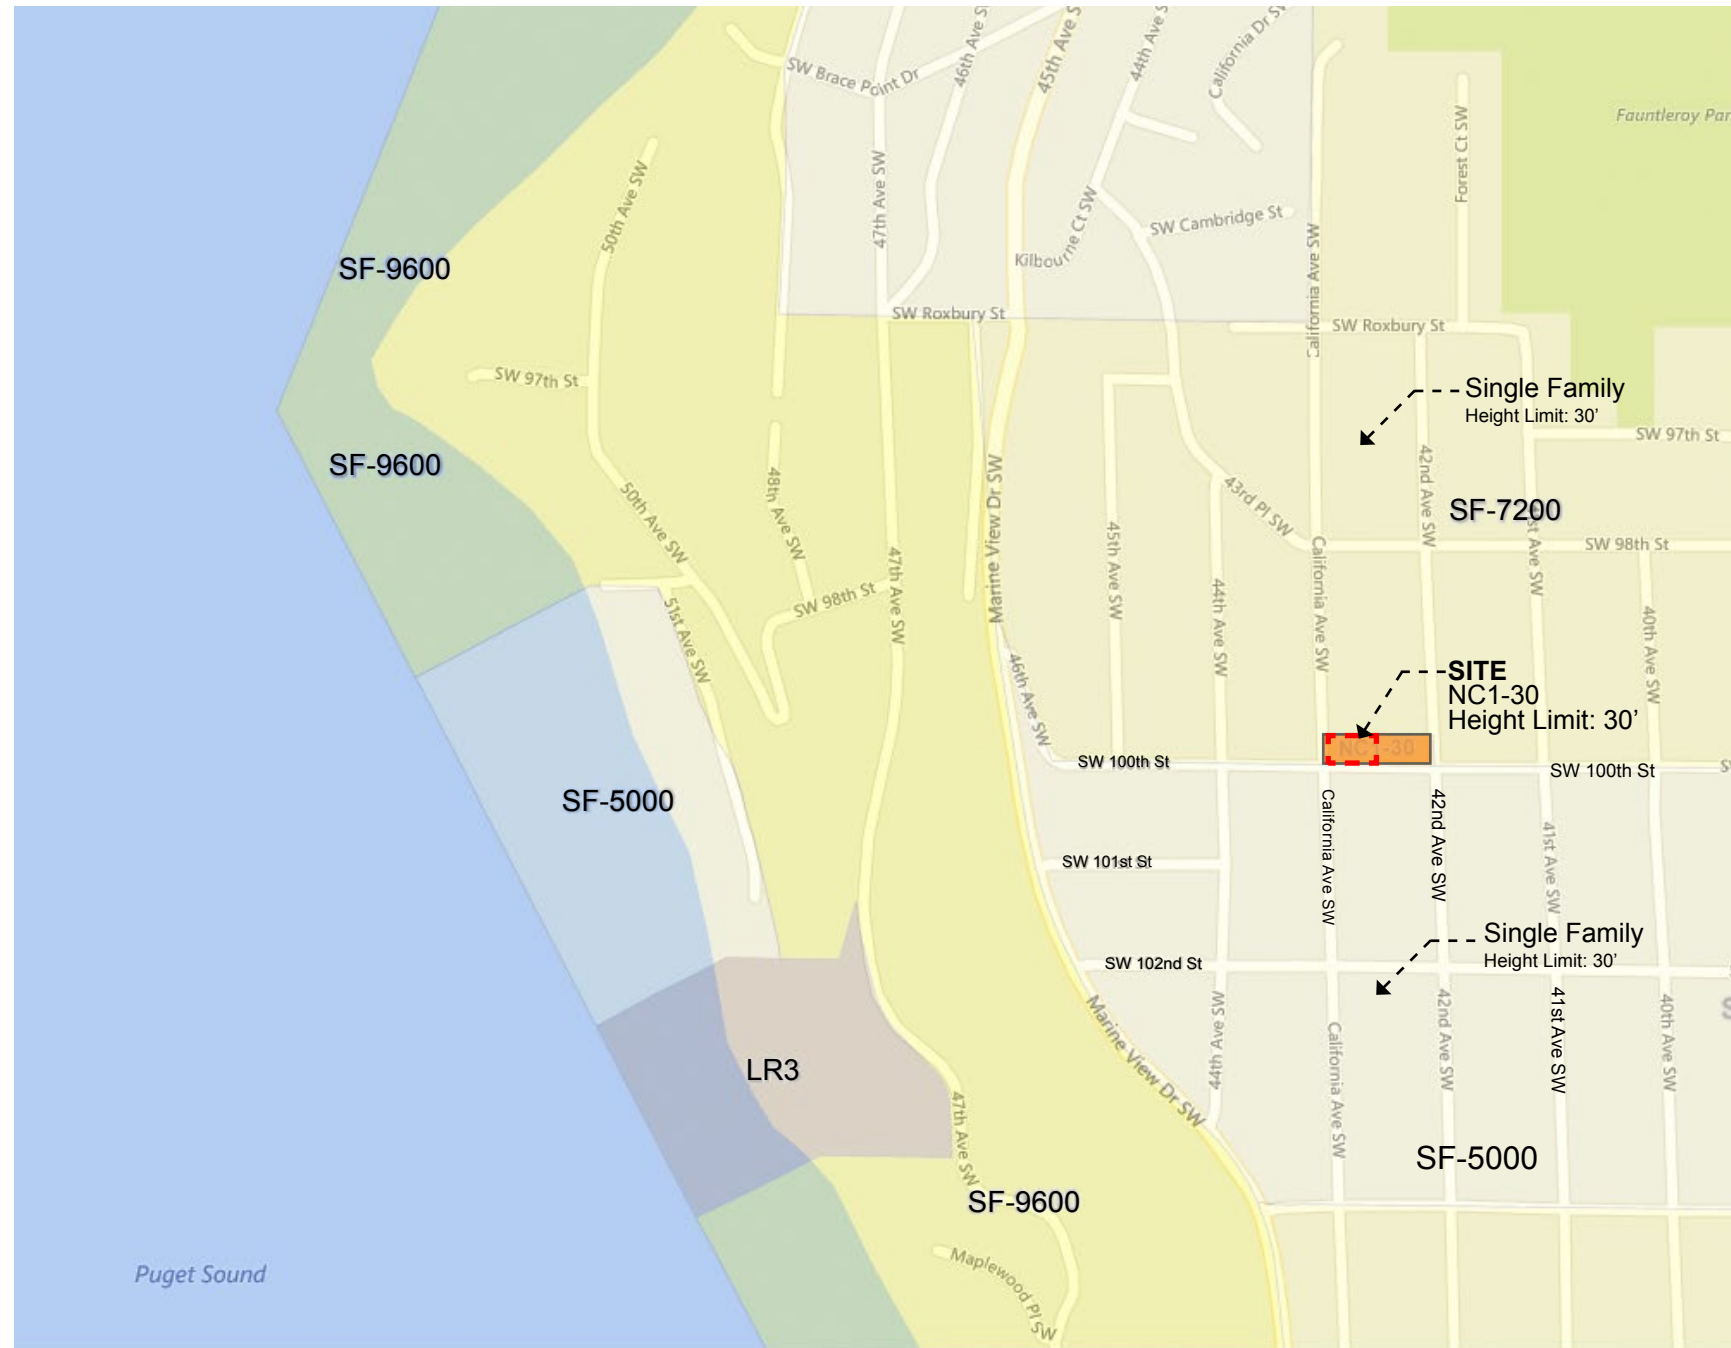 46th Ave S
45th Ave S
44th Ave S
California Dr SW
SW Brace Point Dr
Fauntleroy Par
Forest Ct SW
50th Ave SW
47th Ave SW
Kilbourne Ct SW
SW Cambridge St
California Ave SW
SF-9600
SW Roxbury St
SW Roxbury St
SW 97th St
Single Family
Height Limit: 30'
SW 97th St
SF-9600
50th Ave SW
48th Ave SW
Marine View Dr SW
43rd Pl SW
42nd Ave SW
SF-7200
45th Ave SW
California Ave SW
41st Ave SW
SW 98th St
47th Ave SW
SW 98th St
44th Ave SW
51st Ave SW
40th Ave SW
46th Ave SW
SITE
NC1-30
Height Limit: 30'
NC1-30
SW 100th St
SW 100th St
SF-5000
California Ave SW
42nd Ave SW
41st Ave SW
SW 101st St
Single Family
Height Limit: 30'
SW 102nd St
Marine View Dr SW
44th Ave SW
California Ave SW
42nd Ave SW
41st Ave SW
40th Ave SW
LR3
47th Ave SW
SF-5000
SF-9600
Puget Sound
Maplewood Pl SW